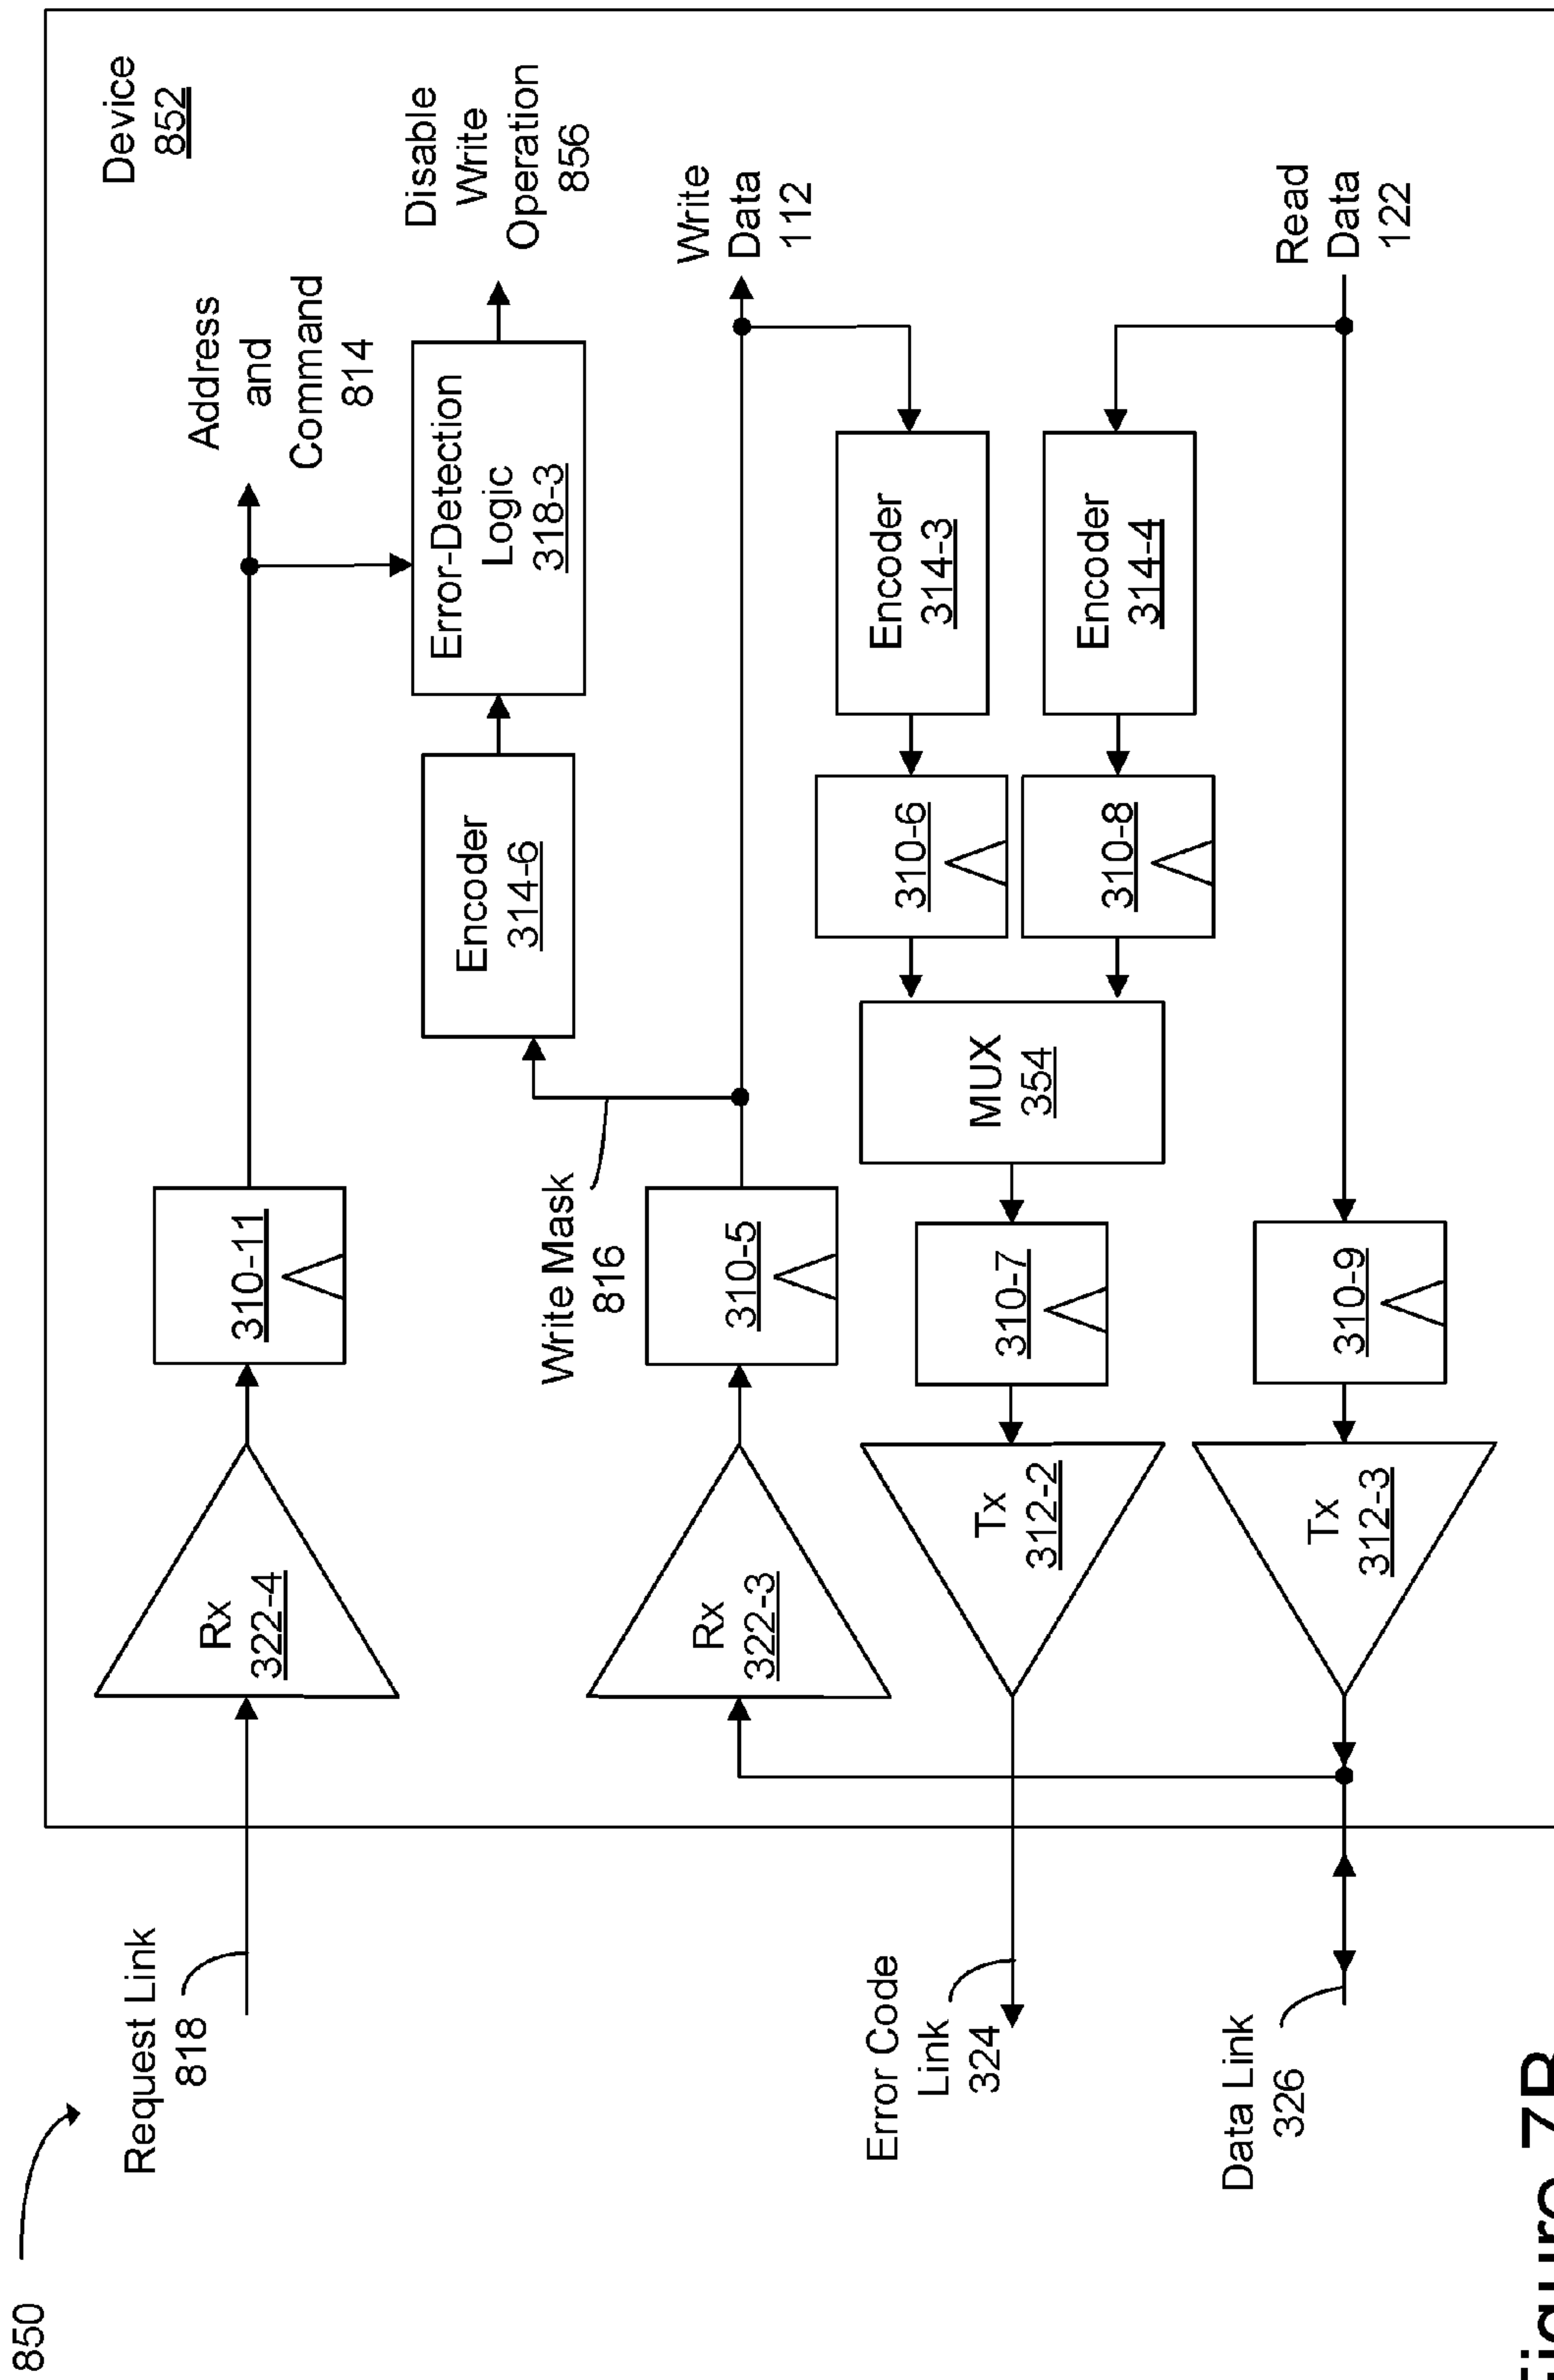 850
Device
852
Request Link
818
Rx
322-4
310-11
Address
and
Command
814
Disable
Write
Operation
856
Error-Detection
Logic
318-3
Encoder
314-6
Write Mask
816
Rx
322-3
310-5
Write
Data
112
Error Code
Link
324
Tx
312-2
310-7
MUX
354
310-6
Encoder
314-3
310-8
Encoder
314-4
Data Link
326
Tx
312-3
310-9
Read
Data
122
Figure 7B